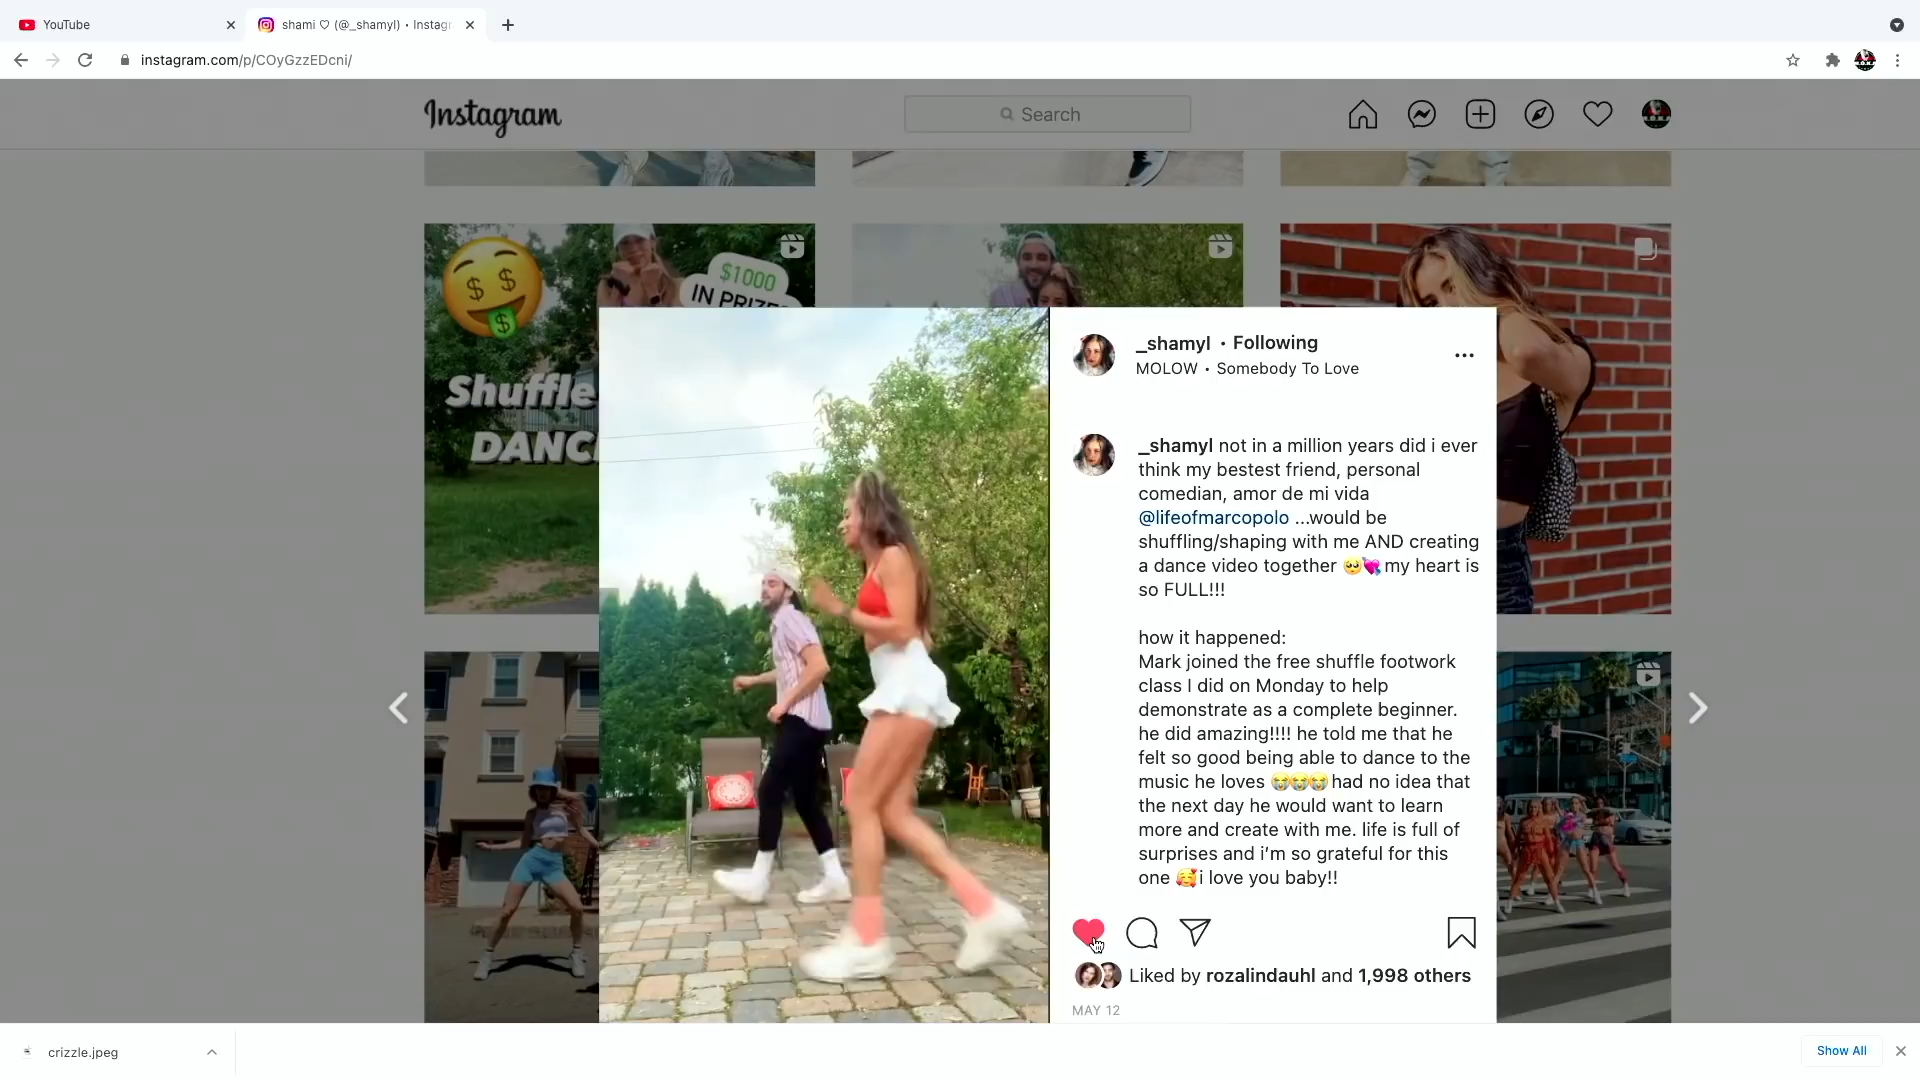 YouTube
shami ♡ (@_shamyl) • Instagr
instagram.com/p/COyGzzEDcni/
Instagram
Search
$1000
IN PRIZE
Shuffle
DANC
_shamyl • Following
MOLOW • Somebody To Love
_shamyl not in a million years did i ever
think my bestest friend, personal
comedian, amor de mi vida
@lifeofmarcopolo ...would be
shuffling/shaping with me AND creating
a dance video together 🥺💘 my heart is
so FULL!!!
how it happened:
Mark joined the free shuffle footwork
class I did on Monday to help
demonstrate as a complete beginner.
he did amazing!!!! he told me that he
felt so good being able to dance to the
music he loves 😭😭😭 had no idea that
the next day he would want to learn
more and create with me. life is full of
surprises and i’m so grateful for this
one 🥰 i love you baby!!
Liked by rozalindauhl and 1,998 others
MAY 12
crizzle.jpeg
Show All